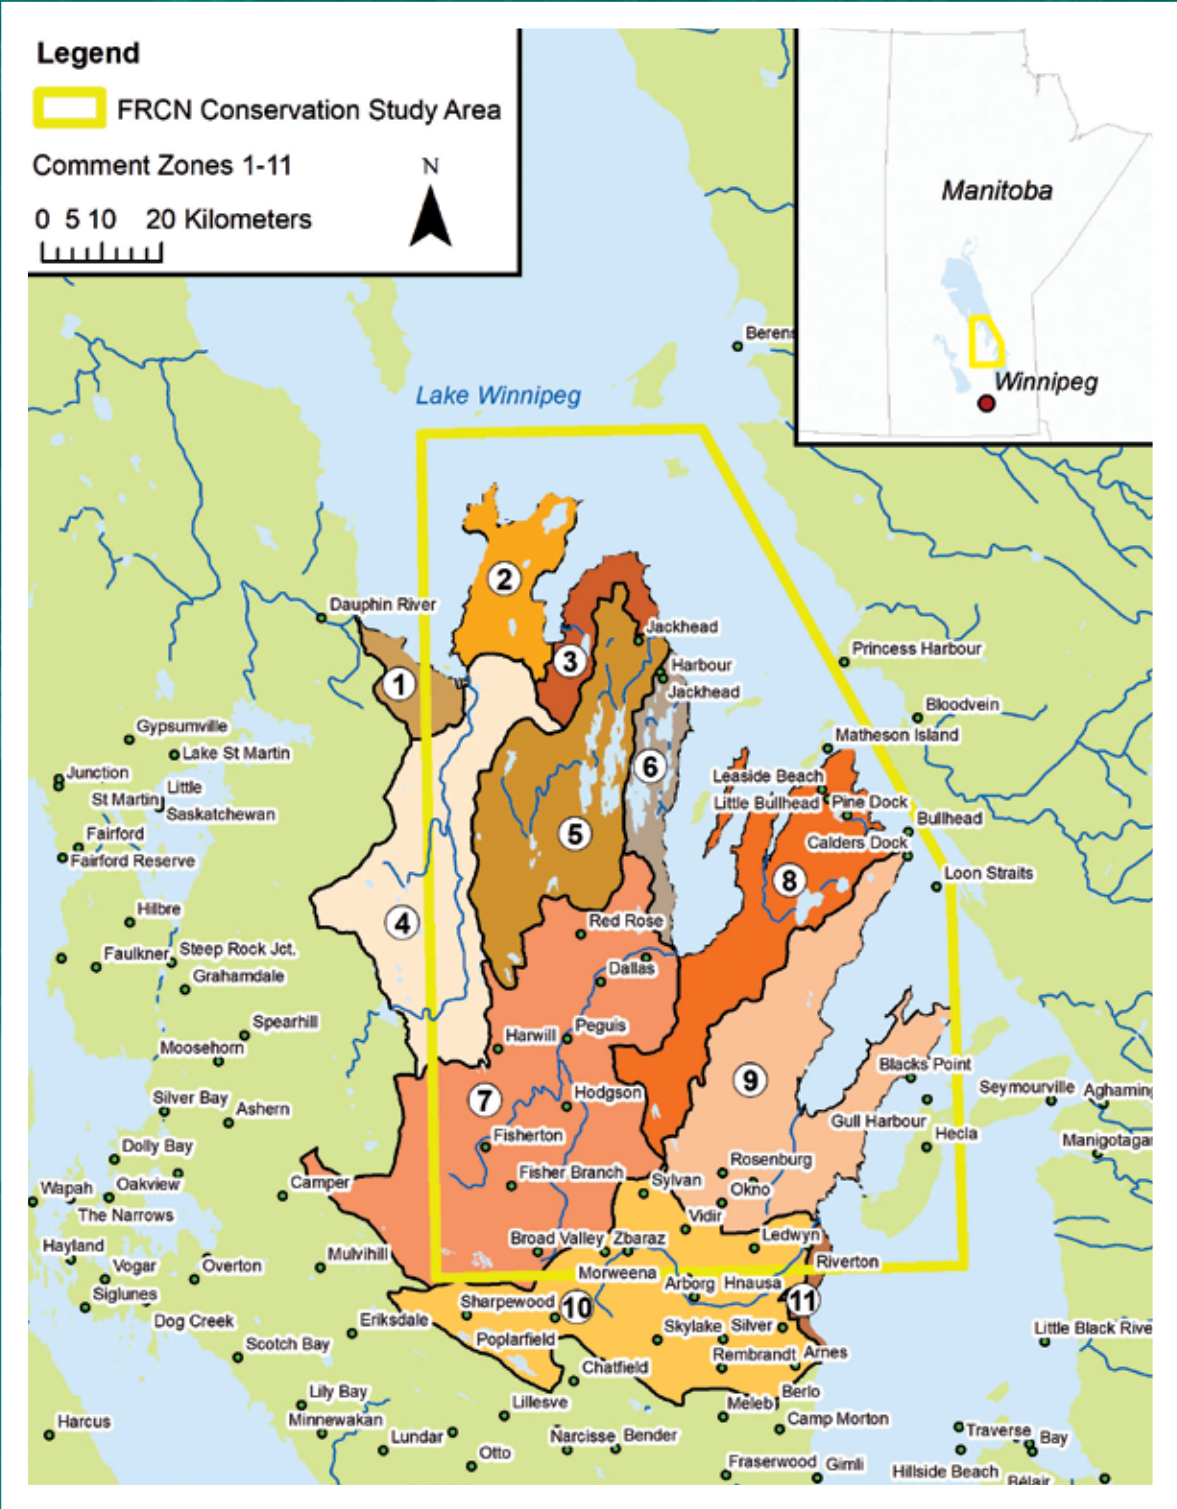 Legend
FRCN Conservation Study Area
Comment Zones 1-11
N
0 5 10 20 Kilometers
Manitoba
Winnipeg
Berens
Lake Winnipeg
2
Dauphin River
Jackhead
3
Princess Harbour
Harbour
1
Jackhead
Bloodvein
Gypsumville
Matheson Island
Lake St Martin
6
Junction
Leaside Beach
Little
St Martin
Little Bullhead
Pine Dock
Saskatchewan
Bullhead
Fairford
5
Calders Dock
Fairford Reserve
Loon Straits
8
Hilbre
4
Red Rose
Faulkner
Steep Rock Jct.
Dallas
Grahamdale
Spearhill
Peguis
Harwill
Moosehorn
Blacks Point
9
Seymourville
Aghaming
Silver Bay
7
Hodgson
Ashern
Gull Harbour
Fisherton
Hecla
Manigotaga
Dolly Bay
Rosenburg
Fisher Branch
Sylvan
Camper
Wapah
Oakview
Okno
The Narrows
Vidir
Hayland
Mulvihill
Broad Valley
Zbaraz
Ledwyn
Vogar
Overton
Morweena
Riverton
Siglunes
Arborg
Hnausa
Sharpewood
10
11
Dog Creek
Eriksdale
Skylake
Silver
Little Black Rive
Scotch Bay
Poplarfield
Rembrandt
Arnes
Chatfield
Lily Bay
Berlo
Lillesve
Meleb
Minnewakan
Camp Morton
Harcus
Lundar
Narcisse
Bender
Traverse
Bay
Otto
Fraserwood
Gimli
Hillside Beach
Belair